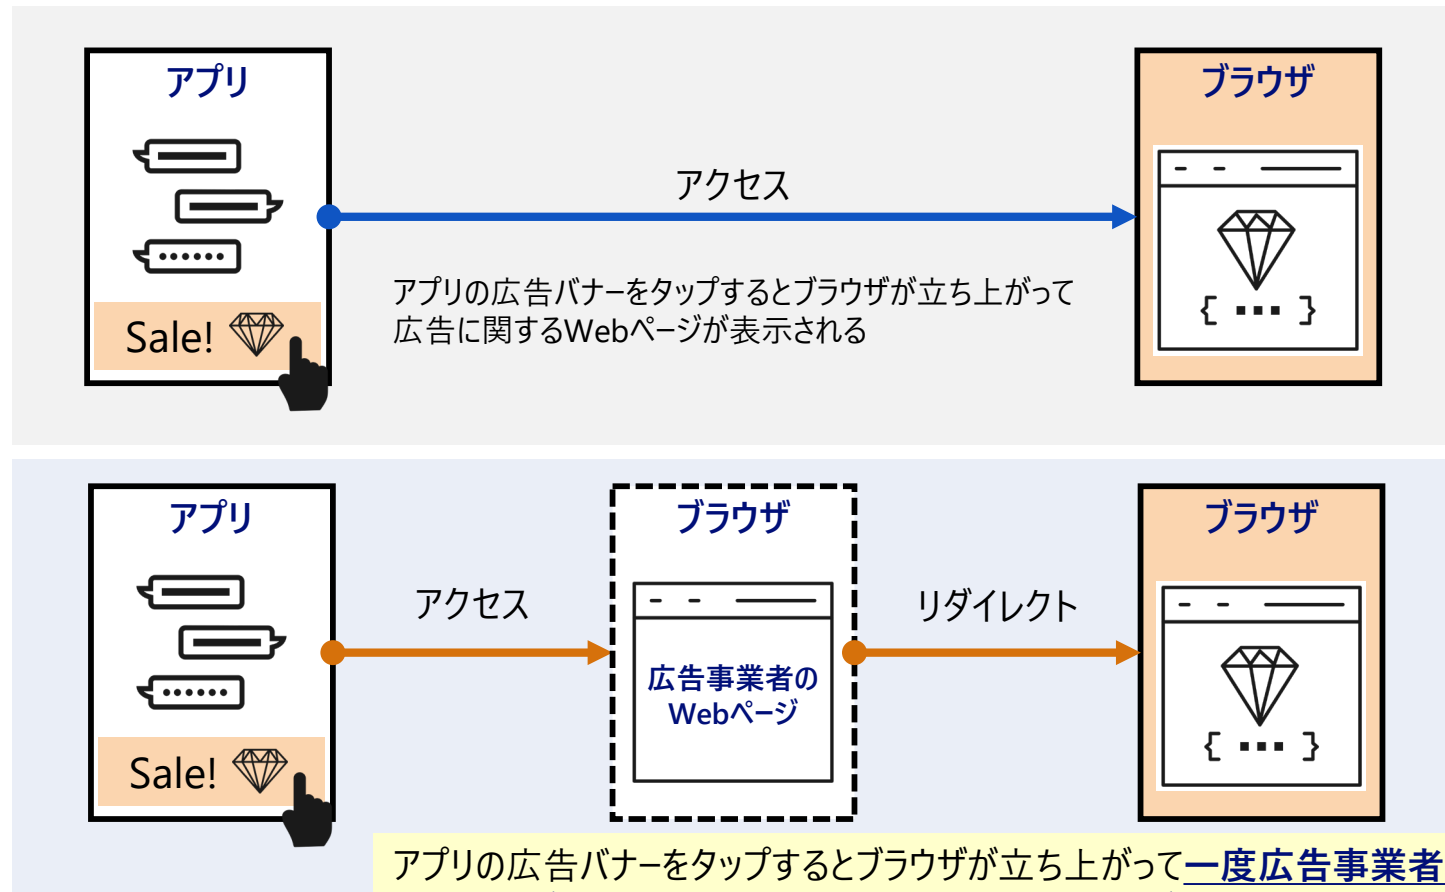 アプリ
ブラウザ
アクセス
アプリの広告バナーをタップするとブラウザが立ち上がって
広告に関するWebページが表示される
Sale!
{ ... }
アプリ
ブラウザ
ブラウザ
アクセス
リダイレクト
広告事業者の
Webページ
Sale!
{ ... }
アプリの広告バナーをタップするとブラウザが立ち上がって一度広告事業者